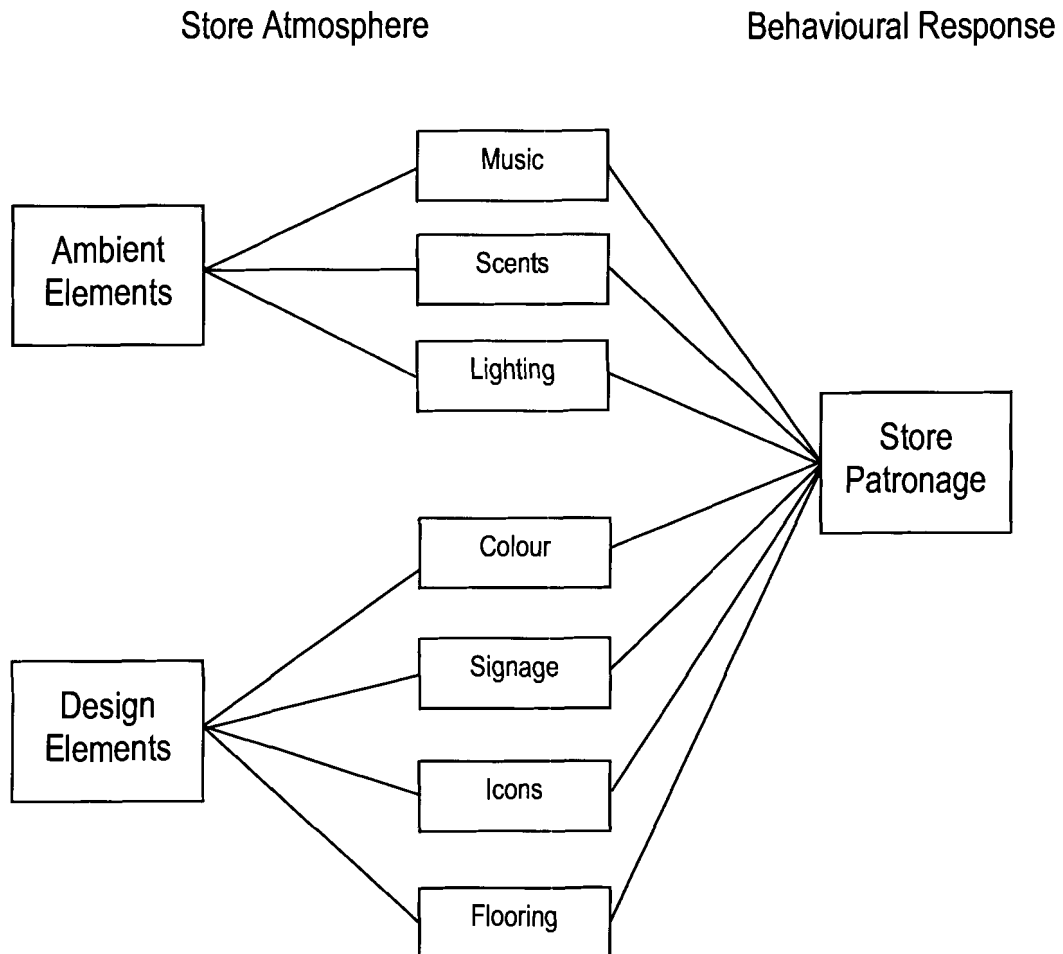 Store Atmosphere
Behavioural Response
Music
Ambient
Elements
Scents
Lighting
Store
Patronage
Colour
Signage
Design
Elements
Icons
Flooring